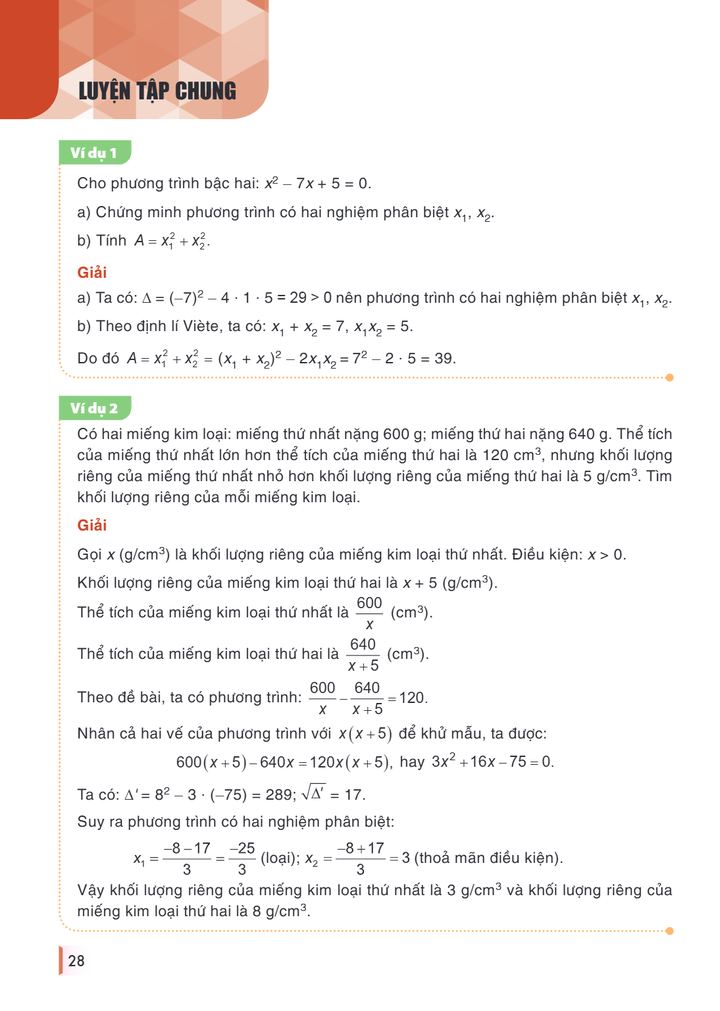 LUYỆN TẬP CHUNG
Ví dụ 1
Cho phương trình bậc hai: x² – 7x + 5 = 0.
a) Chứng minh phương trình có hai nghiệm phân biệt x₁, x₂.
b) Tính A = x₁² + x₂².
Giải
a) Ta có: Δ = (–7)² – 4 · 1 · 5 = 29 > 0 nên phương trình có hai nghiệm phân biệt x₁, x₂.
b) Theo định lí Viète, ta có: x₁ + x₂ = 7, x₁x₂ = 5.
Do đó A = x₁² + x₂² = (x₁ + x₂)² – 2x₁x₂ = 7² – 2 · 5 = 39.
Ví dụ 2
Có hai miếng kim loại: miếng thứ nhất nặng 600 g; miếng thứ hai nặng 640 g. Thể tích
của miếng thứ nhất lớn hơn thể tích của miếng thứ hai là 120 cm³, nhưng khối lượng
riêng của miếng thứ nhất nhỏ hơn khối lượng riêng của miếng thứ hai là 5 g/cm³. Tìm
khối lượng riêng của mỗi miếng kim loại.
Giải
Gọi x (g/cm³) là khối lượng riêng của miếng kim loại thứ nhất. Điều kiện: x > 0.
Khối lượng riêng của miếng kim loại thứ hai là x + 5 (g/cm³).
Thể tích của miếng kim loại thứ nhất là 600/x (cm³).
Thể tích của miếng kim loại thứ hai là 640/(x + 5) (cm³).
Theo đề bài, ta có phương trình: 600/x – 640/(x + 5) = 120.
Nhân cả hai vế của phương trình với x(x + 5) để khử mẫu, ta được:
600(x + 5) – 640x = 120x(x + 5), hay 3x² + 16x – 75 = 0.
Ta có: Δ' = 8² – 3 · (–75) = 289; √Δ' = 17.
Suy ra phương trình có hai nghiệm phân biệt:
x₁ = (–8 – 17)/3 = –25/3 (loại); x₂ = (–8 + 17)/3 = 3 (thoả mãn điều kiện).
Vậy khối lượng riêng của miếng kim loại thứ nhất là 3 g/cm³ và khối lượng riêng của
miếng kim loại thứ hai là 8 g/cm³.
28